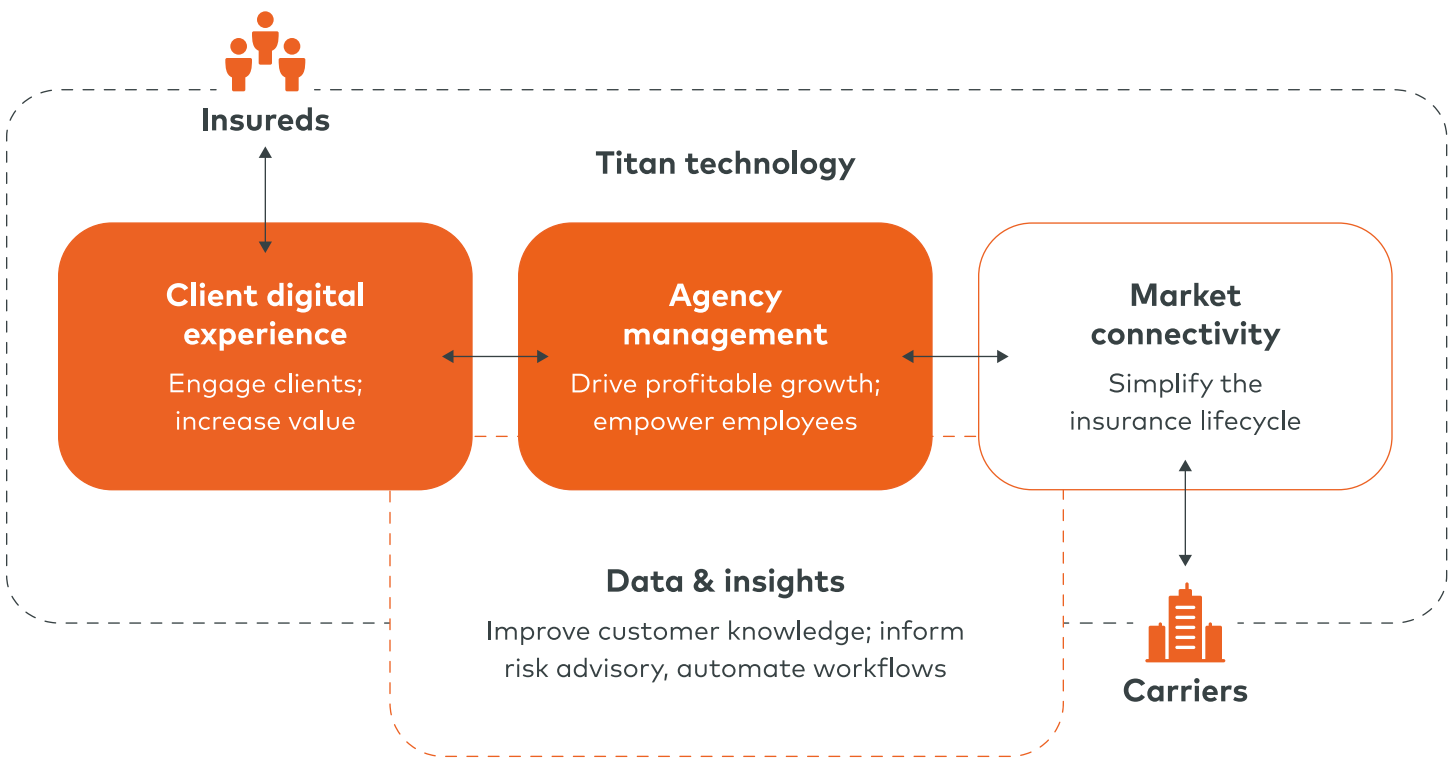 Insureds
Titan technology
Client digital
experience
Engage clients;
increase value
Agency
management
Drive profitable growth;
empower employees
Market
connectivity
Simplify the
insurance lifecycle
Data & insights
Improve customer knowledge; inform
risk advisory, automate workflows
Carriers